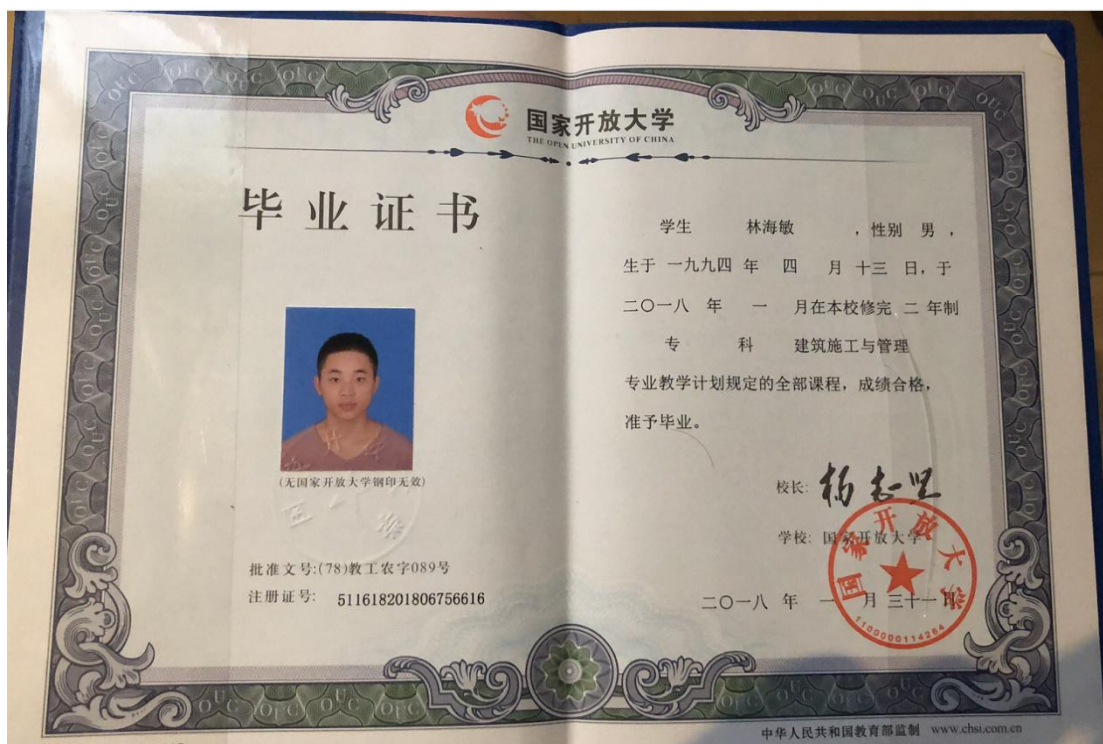 国家开放大学
THE OPEN UNIVERSITY OF CHINA
毕业证书
(无国家开放大学钢印无效)
批准文号:(78)教工农字089号
注册证号: 511618201806756616
学生 林海敏 ，性别 男 ，
生于 一九九四 年 四 月 十三 日，于
二〇一八 年 一 月在本校修完 二 年制
专 科 建筑施工与管理
专业教学计划规定的全部课程，成绩合格，
准予毕业。
校长:
学校: 国家开放大学
二〇一八 年 一 月 三十一日
国家开放大学
1100000114284
中华人民共和国教育部监制 www.chsi.com.cn